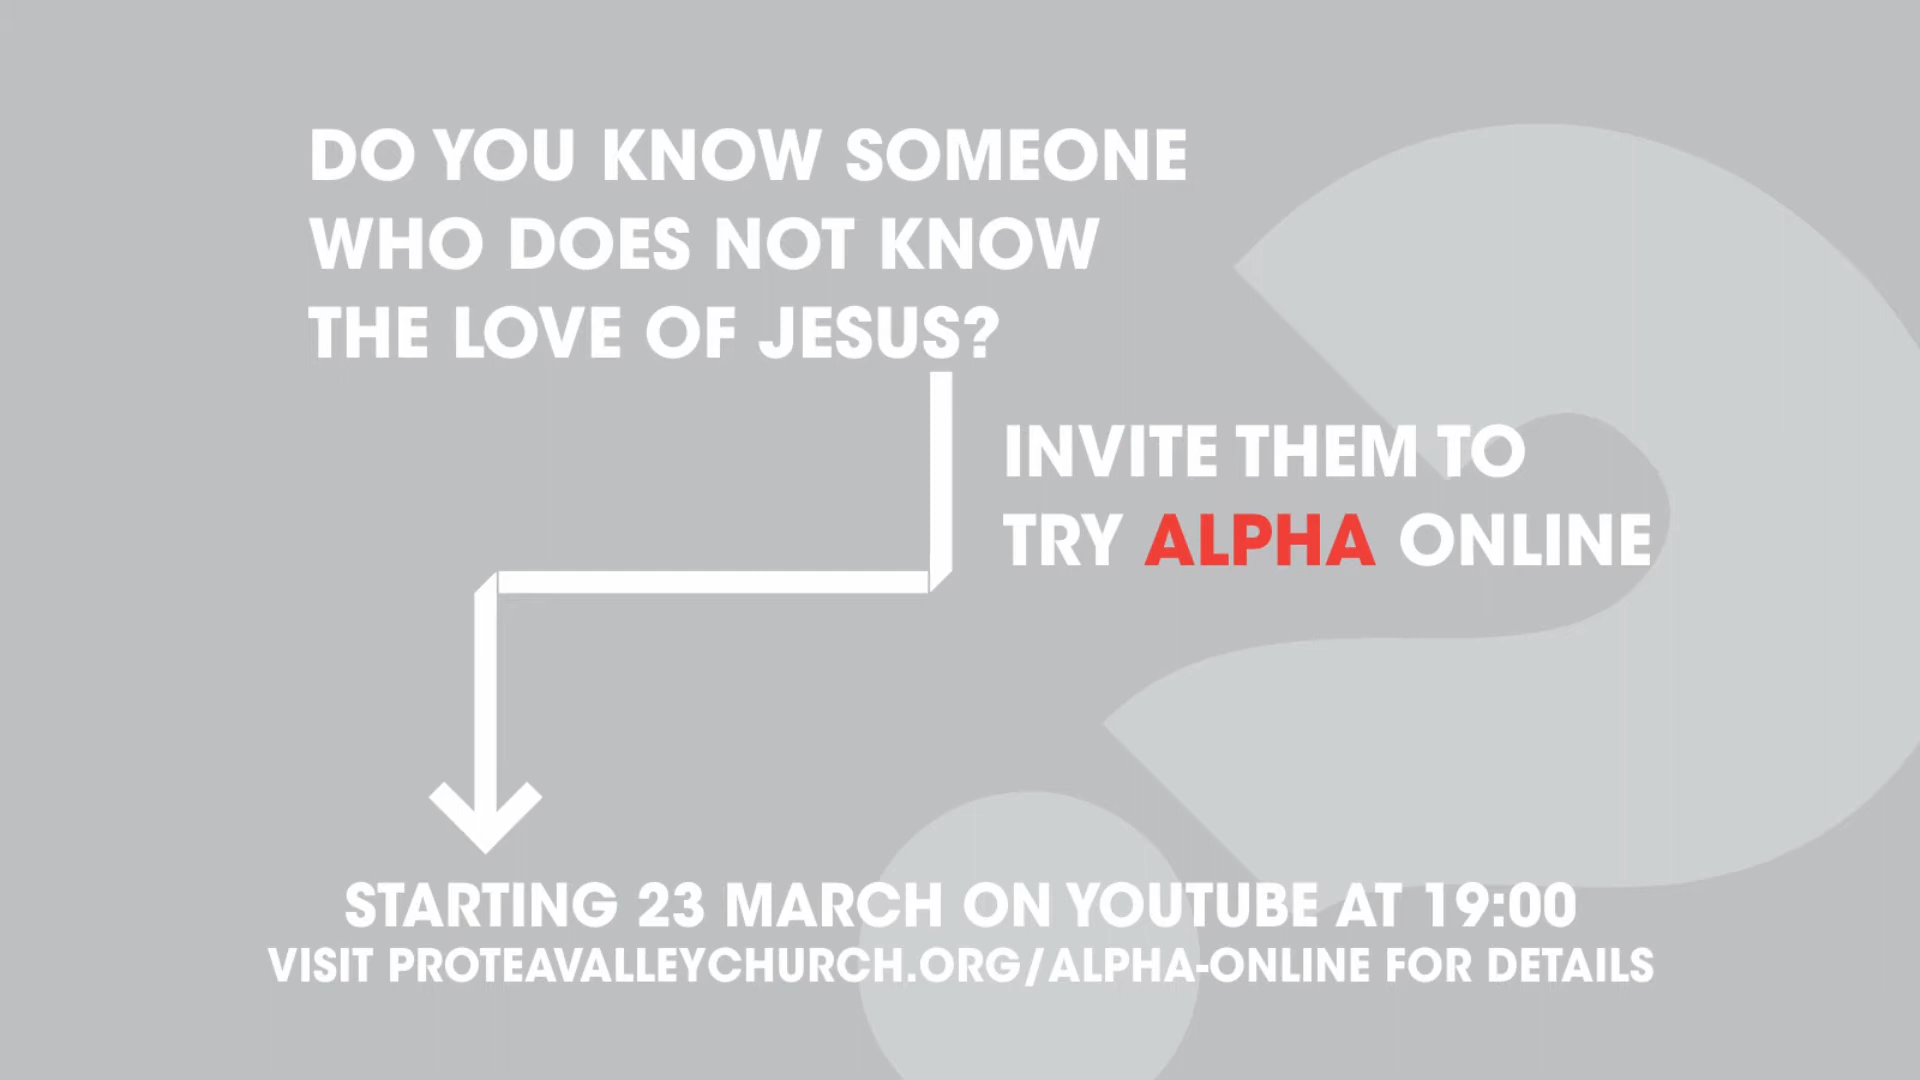 DO YOU KNOW SOMEONE
WHO DOES NOT KNOW
THE LOVE OF JESUS?
INVITE THEM TO
TRY ALPHA ONLINE
STARTING 23 MARCH ON YOUTUBE AT 19:00
VISIT PROTEAVALLEYCHURCH.ORG/ALPHA-ONLINE FOR DETAILS